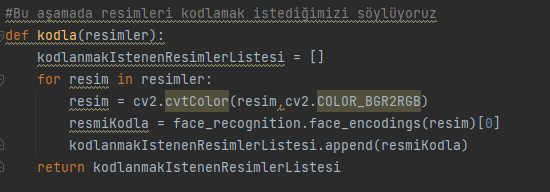 #Bu aşamada resimleri kodlamak istediğimizi söylüyoruz
def kodla(resimler):
    kodlanmakIstenenResimlerListesi = []
    for resim in resimler:
        resim = cv2.cvtColor(resim,cv2.COLOR_BGR2RGB)
        resmiKodla = face_recognition.face_encodings(resim)[0]
        kodlanmakIstenenResimlerListesi.append(resmiKodla)
    return kodlanmakIstenenResimlerListesi